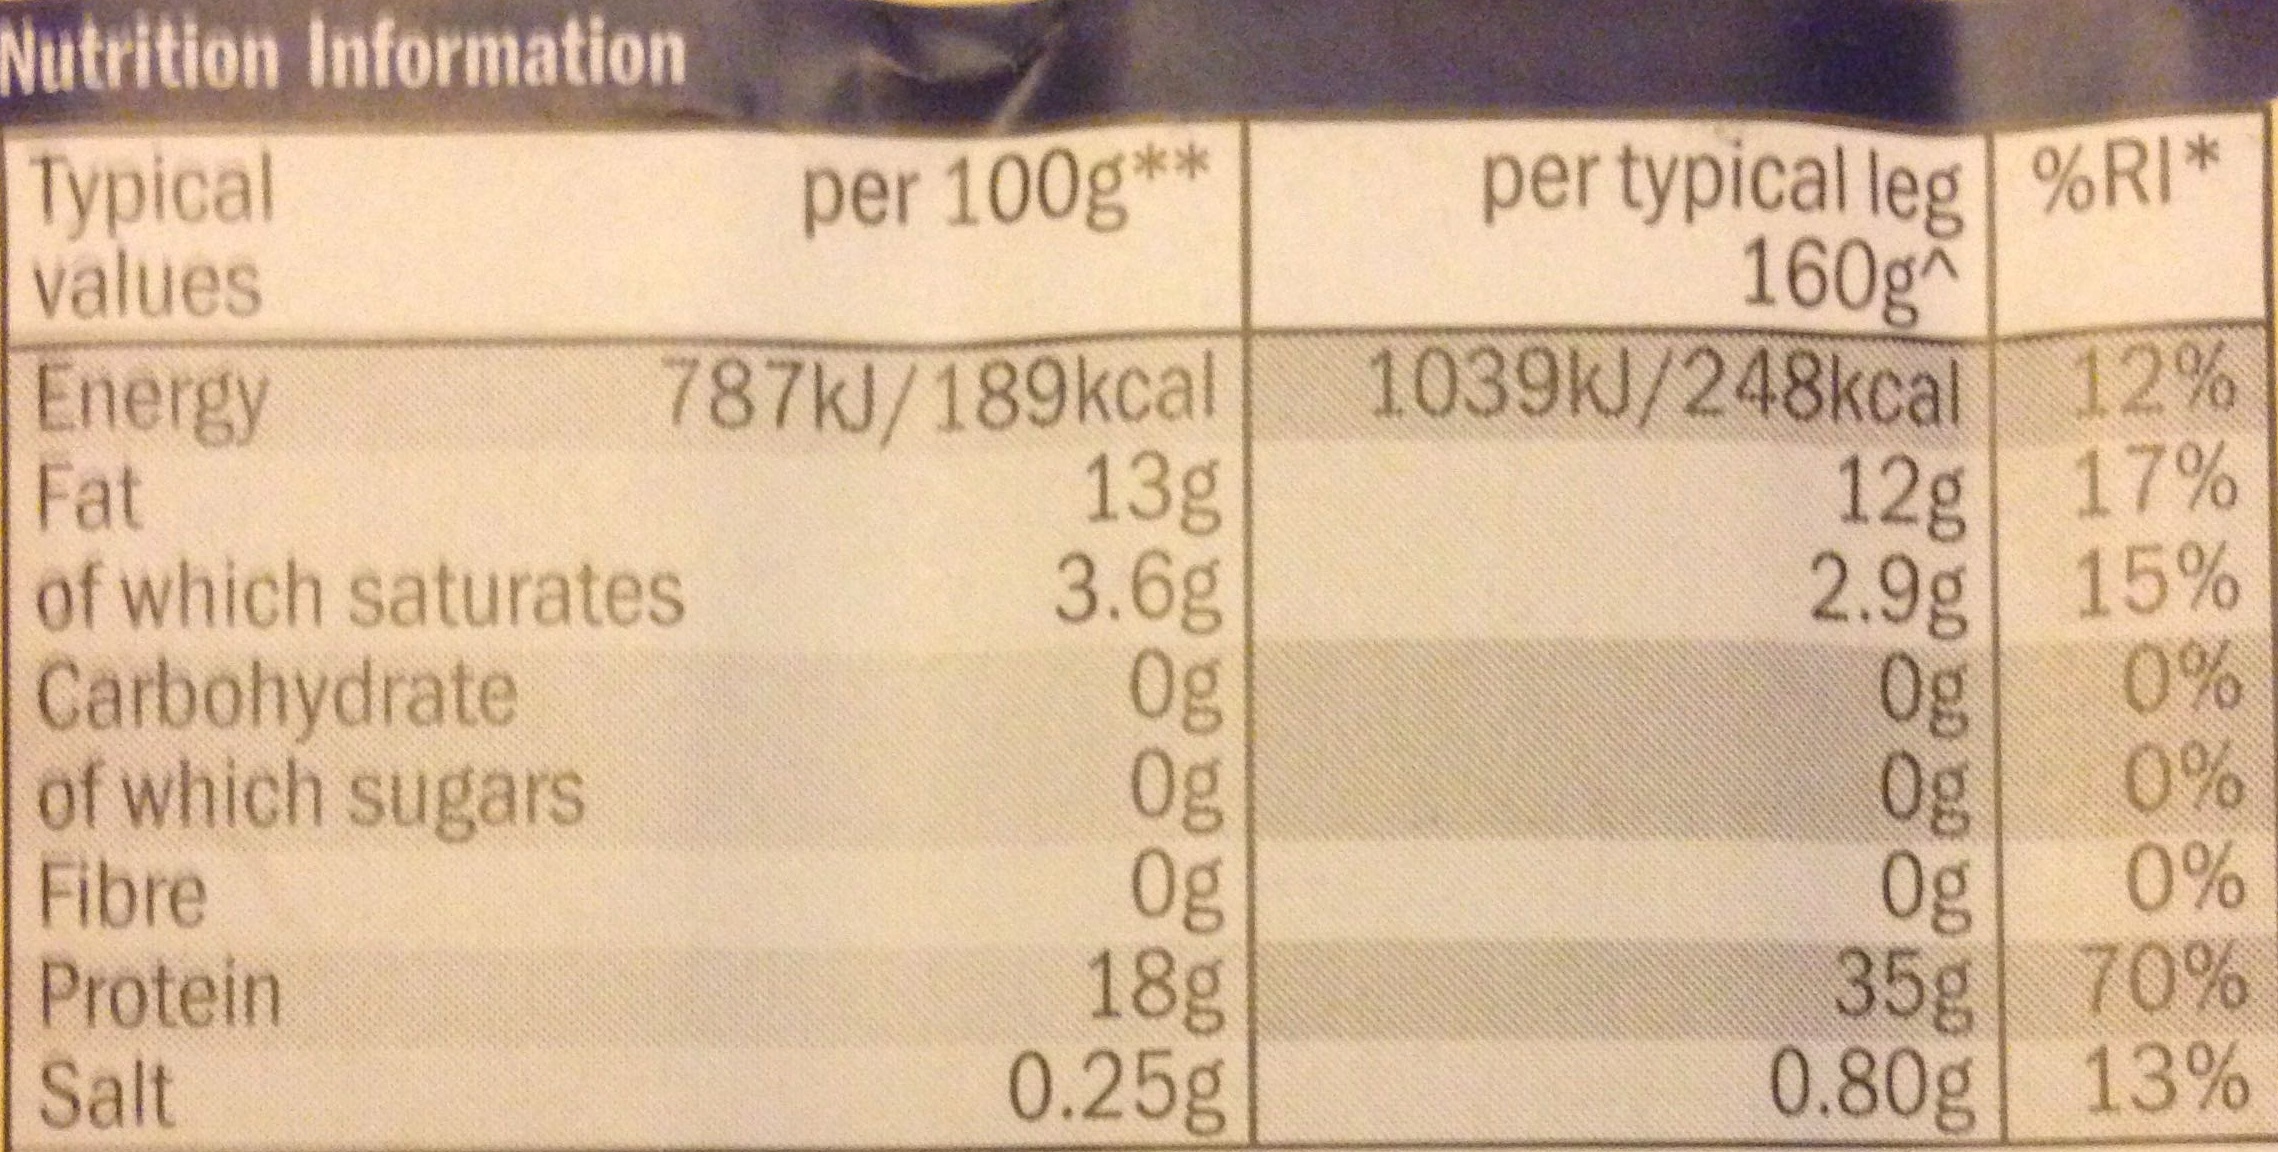 Nutrition Information
Typical values per 100g** per typical leg 160g^ %RI*
Energy 787kJ/189kcal 1039kJ/248kcal 12%
Fat 13g 12g 17%
of which saturates 3.6g 2.9g 15%
Carbohydrate 0g 0g 0%
of which sugars 0g 0g 0%
Fibre 0g 0g 0%
Protein 18g 35g 70%
Salt 0.25g 0.80g 13%